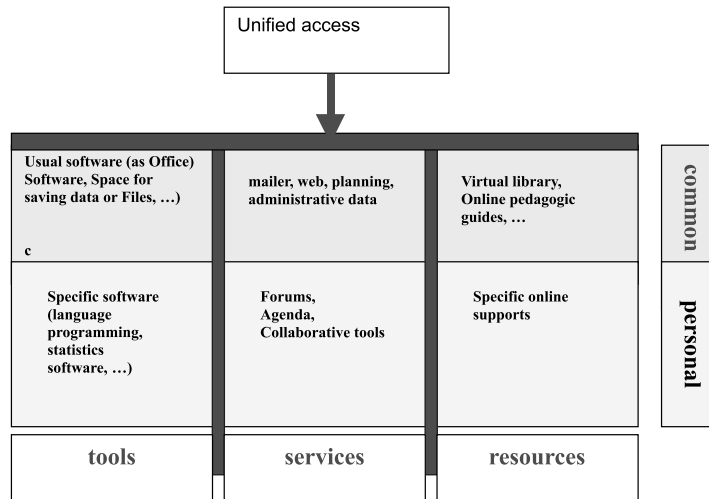 Unified access
Usual software (as Office)
Software, Space for
saving data or Files, …)
c
mailer, web, planning,
administrative data
Virtual library,
Online pedagogic
guides, …
common
Specific software
(language
programming,
statistics
software, …)
Forums,
Agenda,
Collaborative tools
Specific online
supports
personal
tools
services
resources